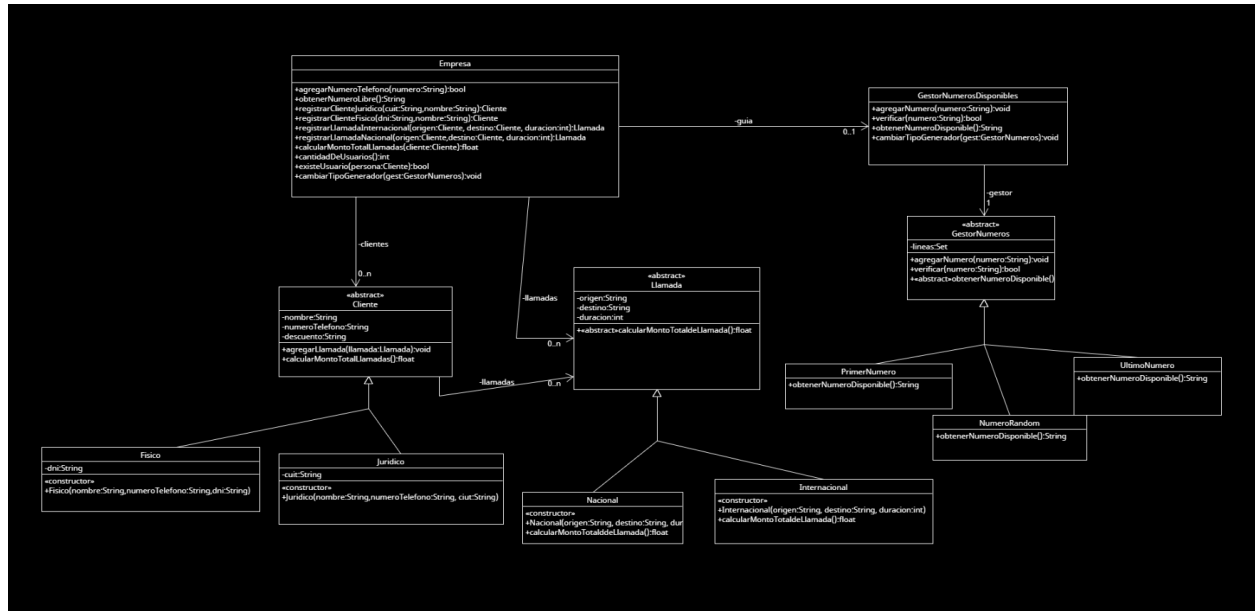 Empresa
+agregarNumeroTelefono(numero:String):bool
+obtenerNumeroLibre():String
+registrarClienteJuridico(cuit:String,nombre:String):Cliente
+registrarClienteFisico(dni:String,nombre:String):Cliente
+registrarLlamadaInternacional(origen:Cliente, destino:Cliente, duracion:int):Llamada
+registrarLlamadaNacional(origen:Cliente,destino:Cliente, duracion:int):Llamada
+calcularMontoTotalLlamadas(cliente:Cliente):float
+cantidadDeUsuarios():int
+existeUsuario(persona:Cliente):bool
+cambiarTipoGenerador(gest:GestorNumeros):void
-guia
0..1
GestorNumerosDisponibles
+agregarNumero(numero:String):void
+verificar(numero:String):bool
+obtenerNumeroDisponible():String
+cambiarTipoGenerador(gest:GestorNumeros):void
-gestor
1
«abstract»
GestorNumeros
-lineas:Set
+agregarNumero(numero:String):void
+verificar(numero:String):bool
+«abstract»obtenerNumeroDisponible()
-clientes
0..n
-llamadas
0..n
«abstract»
Cliente
-nombre:String
-numeroTelefono:String
-descuento:String
+agregarLlamada(llamada:Llamada):void
+calcularMontoTotalLlamadas():float
-llamadas
0..n
«abstract»
Llamada
-origen:String
-destino:String
-duracion:int
+«abstract»calcularMontoTotaldeLlamada():float
PrimerNumero
+obtenerNumeroDisponible():String
UltimoNumero
+obtenerNumeroDisponible():String
NumeroRandom
+obtenerNumeroDisponible():String
Fisico
-dni:String
«constructor»
+Fisico(nombre:String,numeroTelefono:String,dni:String)
Juridico
-cuit:String
«constructor»
+Juridico(nombre:String,numeroTelefono:String, ciut:String)
Nacional
«constructor»
+Nacional(origen:String, destino:String, dur
+calcularMontoTotalddeLlamada():float
Internacional
«constructor»
+Internacional(origen:String, destino:String, duracion:int)
+calcularMontoTotaldeLlamada():float